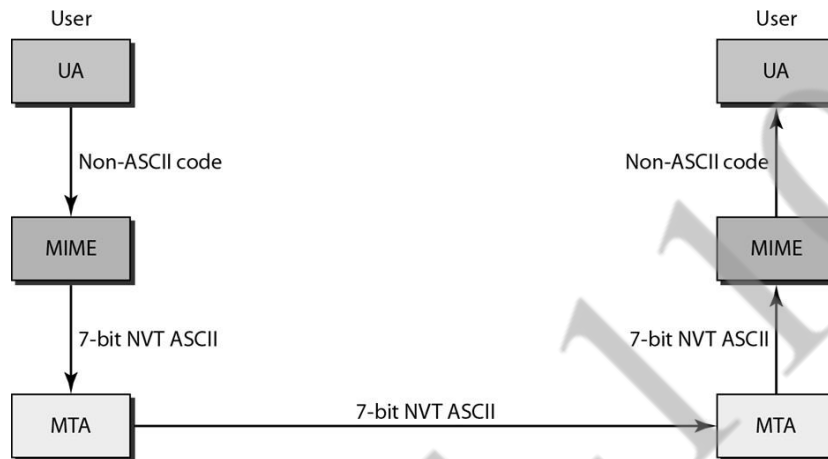 User
User
UA
UA
Non-ASCII code
Non-ASCII code
MIME
MIME
7-bit NVT ASCII
7-bit NVT ASCII
7-bit NVT ASCII
MTA
MTA